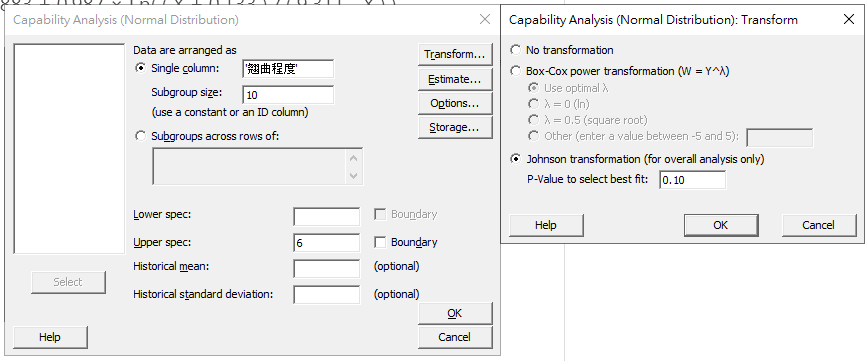 Capability Analysis (Normal Distribution)
Data are arranged as
Single column: '翹曲程度'
Subgroup size: 10
(use a constant or an ID column)
Subgroups across rows of:
Lower spec:
Boundary
Upper spec: 6
Boundary
Historical mean:
(optional)
Historical standard deviation:
(optional)
Select
Transform...
Estimate...
Options...
Storage...
Help
OK
Cancel
Capability Analysis (Normal Distribution): Transform
No transformation
Box-Cox power transformation (W = Y^λ)
Use optimal λ
λ = 0 (ln)
λ = 0.5 (square root)
Other (enter a value between -5 and 5):
Johnson transformation (for overall analysis only)
P-Value to select best fit: 0.10
Help
OK
Cancel